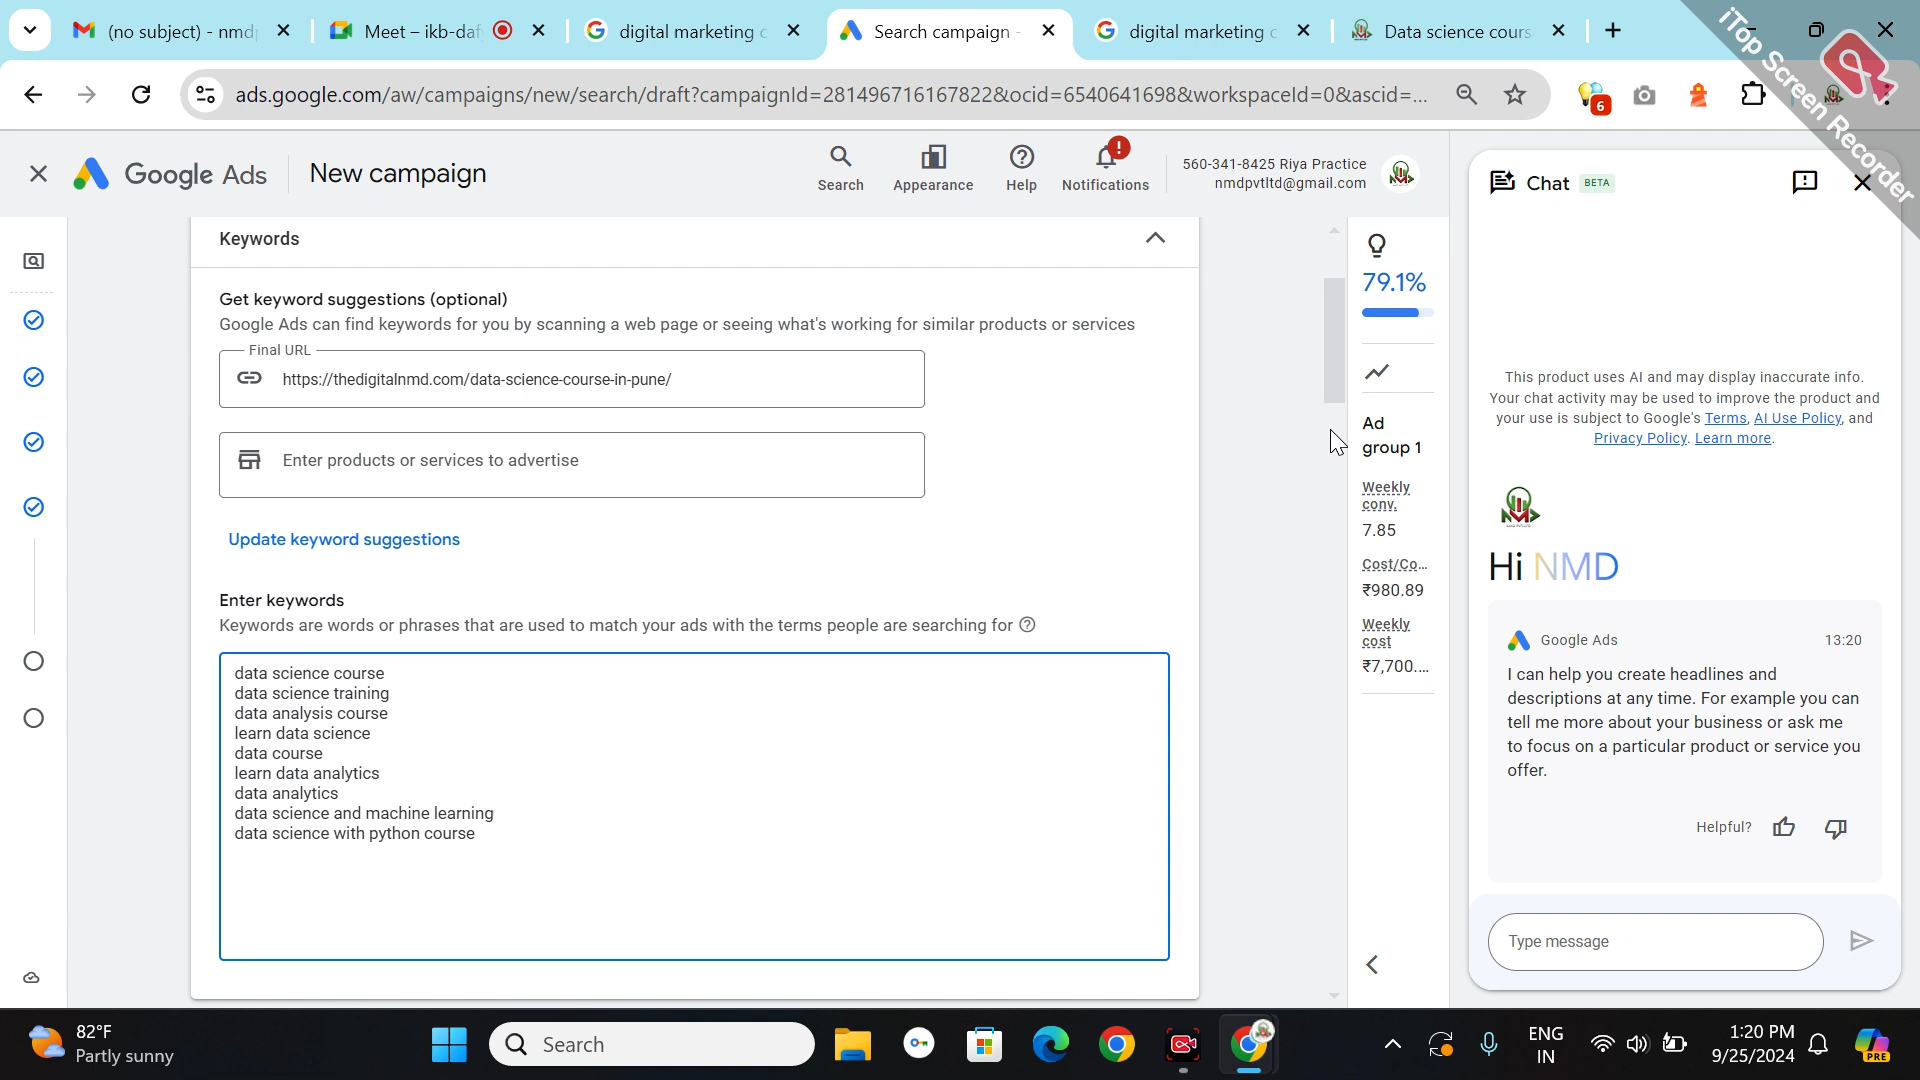 (no subject) - nmd
Meet – ikb-daf
digital marketing c
Search campaign -
digital marketing c
Data science cours
iTop Screen Recorder
ads.google.com/aw/campaigns/new/search/draft?campaignId=281496716167822&ocid=6540641698&workspaceId=0&ascid=...
6
Google Ads
New campaign
Search
Appearance
Help
Notifications
560-341-8425 Riya Practice
nmdpvtltd@gmail.com
Chat BETA
Keywords
Get keyword suggestions (optional)
Google Ads can find keywords for you by scanning a web page or seeing what's working for similar products or services
Final URL
https://thedigitalnmd.com/data-science-course-in-pune/
Enter products or services to advertise
Update keyword suggestions
Enter keywords
Keywords are words or phrases that are used to match your ads with the terms people are searching for
data science course
data science training
data analysis course
learn data science
data course
learn data analytics
data analytics
data science and machine learning
data science with python course
79.1%
Ad
group 1
Weekly
conv.
7.85
Cost/Co...
₹980.89
Weekly
cost
₹7,700....
This product uses AI and may display inaccurate info.
Your chat activity may be used to improve the product and
your use is subject to Google's Terms, AI Use Policy, and
Privacy Policy. Learn more.
Hi NMD
Google Ads
13:20
I can help you create headlines and
descriptions at any time. For example you can
tell me more about your business or ask me
to focus on a particular product or service you
offer.
Helpful?
Type message
82°F
Partly sunny
Search
ENG
IN
1:20 PM
9/25/2024
PRE